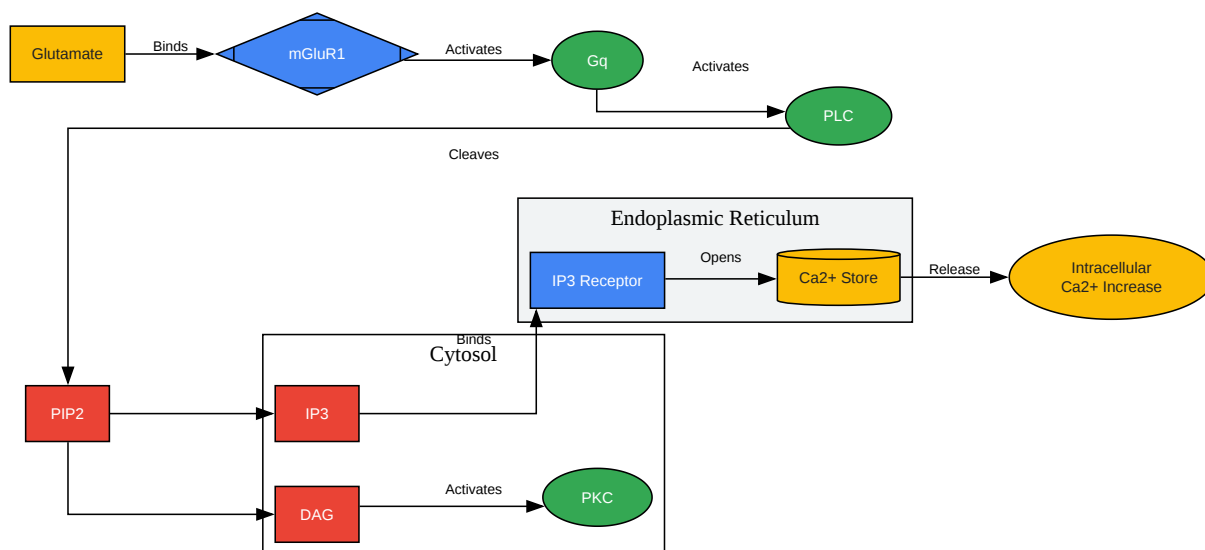 Glutamate
Binds
mGluR1
Activates
Gq
Activates
PLC
Cleaves
Endoplasmic Reticulum
IP3 Receptor
Opens
Ca2+ Store
Release
Intracellular
Ca2+ Increase
Binds
Cytosol
PIP2
IP3
DAG
Activates
PKC